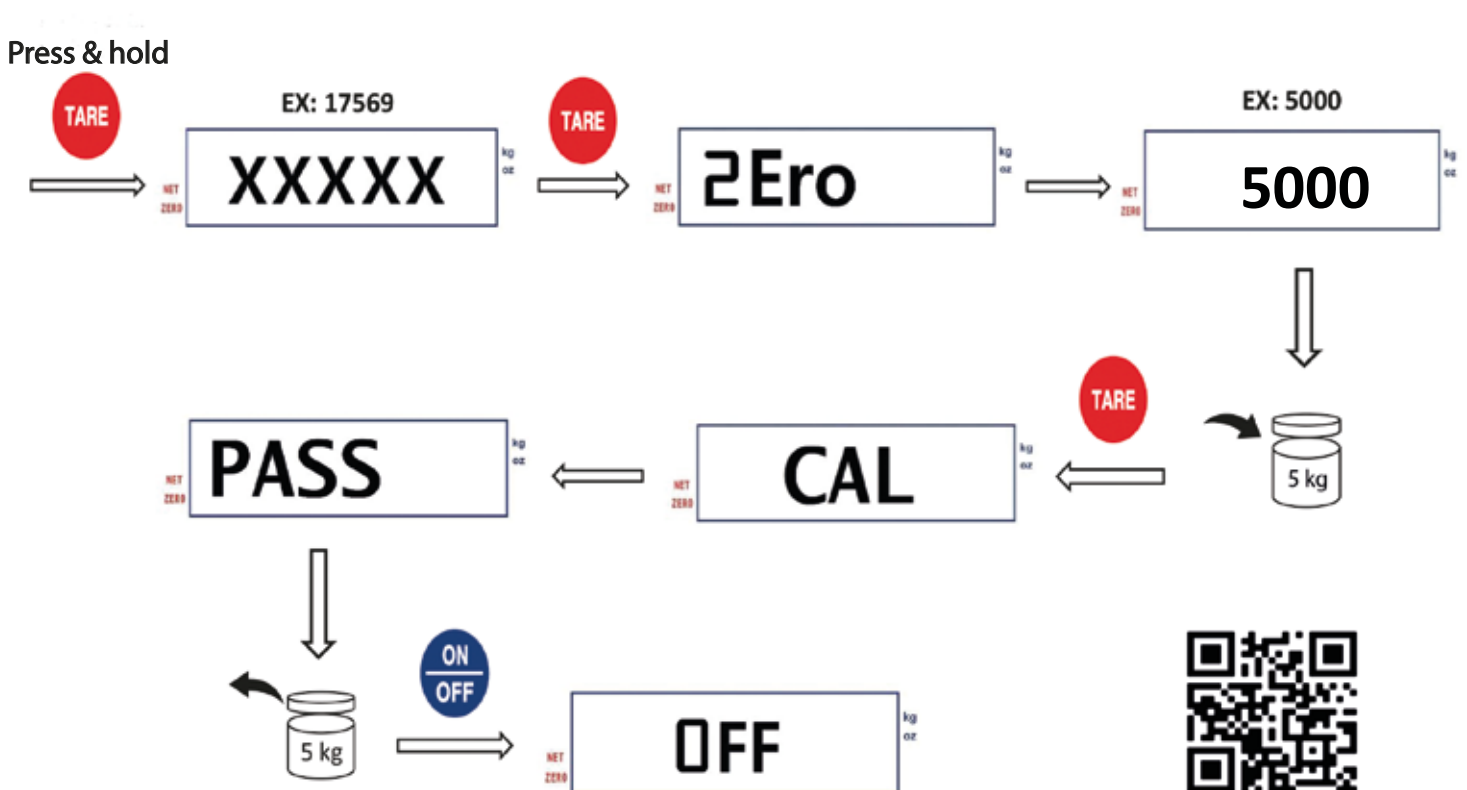 Press & hold
TARE
EX: 17569
XXXXX
kg
oz
NET
ZERO
TARE
2Ero
kg
oz
NET
ZERO
EX: 5000
5000
kg
oz
NET
ZERO
5 kg
TARE
CAL
kg
oz
NET
ZERO
PASS
kg
oz
NET
ZERO
5 kg
ON
OFF
OFF
kg
oz
NET
ZERO